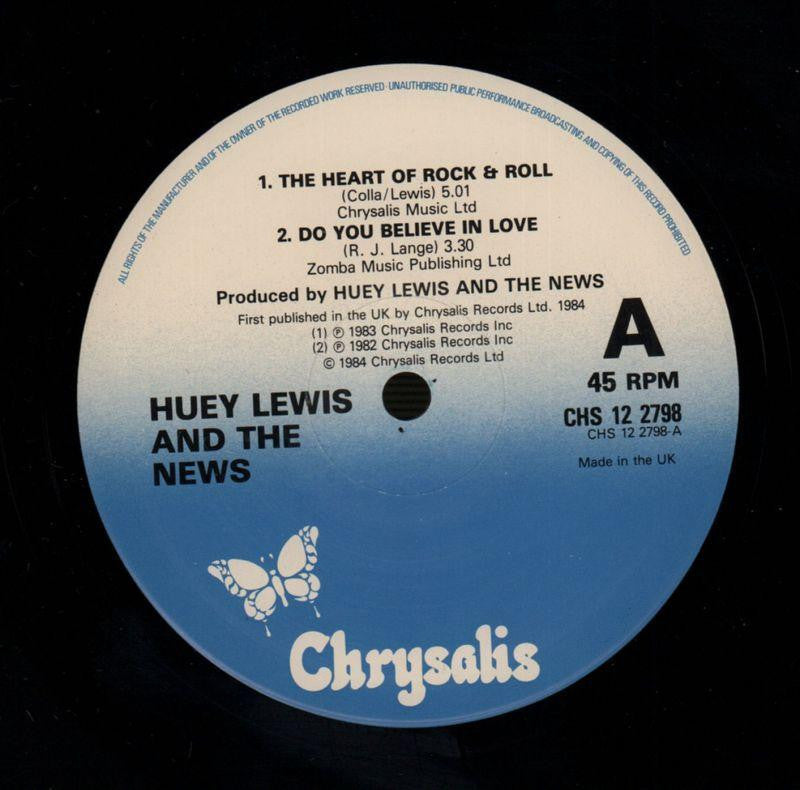 ALL RIGHTS OF THE MANUFACTURER AND OF THE OWNER OF THE RECORDED WORK RESERVED · UNAUTHORISED PUBLIC PERFORMANCE BROADCASTING AND COPYING OF THIS RECORD PROHIBITED
1. THE HEART OF ROCK & ROLL
(Colla/Lewis) 5.01
Chrysalis Music Ltd
2. DO YOU BELIEVE IN LOVE
(R. J. Lange) 3.30
Zomba Music Publishing Ltd
Produced by HUEY LEWIS AND THE NEWS
First published in the UK by Chrysalis Records Ltd. 1984
(1) ℗ 1983 Chrysalis Records Inc
(2) ℗ 1982 Chrysalis Records Inc
© 1984 Chrysalis Records Ltd
A
45 RPM
CHS 12 2798
CHS 12 2798-A
Made in the UK
HUEY LEWIS
AND THE
NEWS
Chrysalis